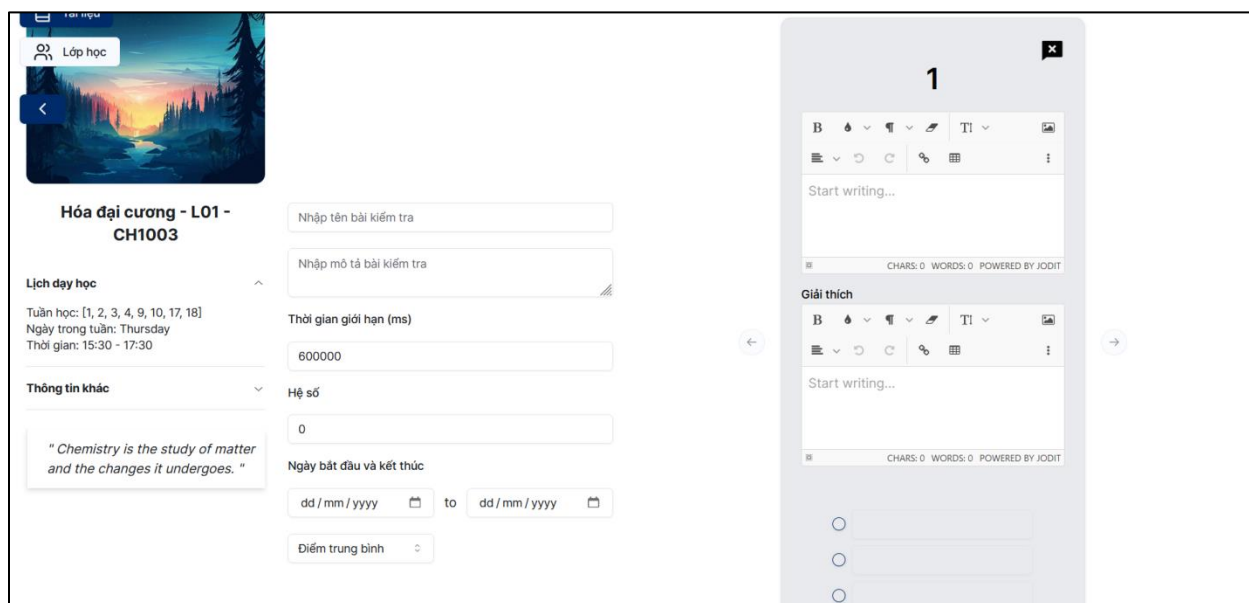 Tài liệu
Lớp học
Hóa đại cương - L01 -
CH1003
Lịch dạy học
Tuần học: [1, 2, 3, 4, 9, 10, 17, 18]
Ngày trong tuần: Thursday
Thời gian: 15:30 - 17:30
Thông tin khác
" Chemistry is the study of matter
and the changes it undergoes. "
Nhập tên bài kiểm tra
Nhập mô tả bài kiểm tra
Thời gian giới hạn (ms)
600000
Hệ số
0
Ngày bắt đầu và kết thúc
dd / mm / yyyy to dd / mm / yyyy
Điểm trung bình
1
B ¶ T!
Start writing...
CHARS: 0 WORDS: 0 POWERED BY JODIT
Giải thích
B ¶ T!
Start writing...
CHARS: 0 WORDS: 0 POWERED BY JODIT